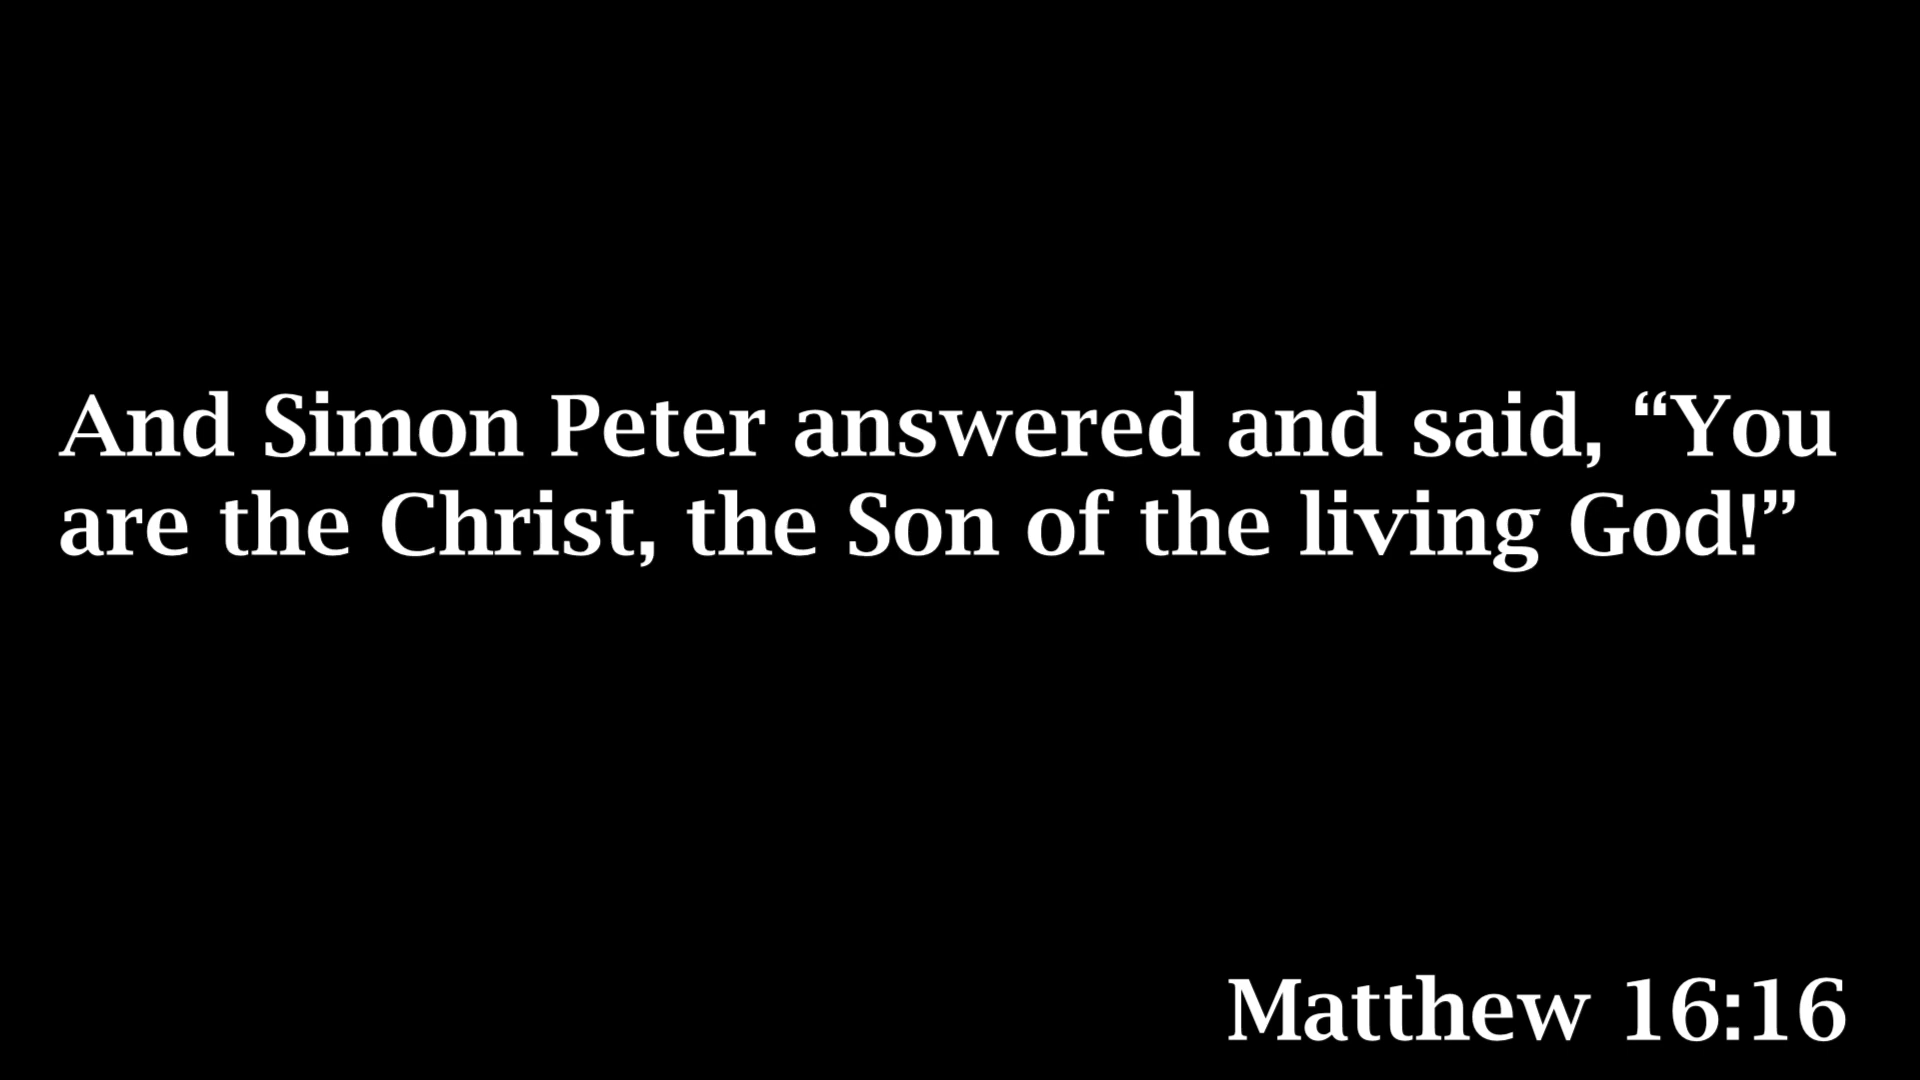 And Simon Peter answered and said, “You
are the Christ, the Son of the living God!”
Matthew 16:16